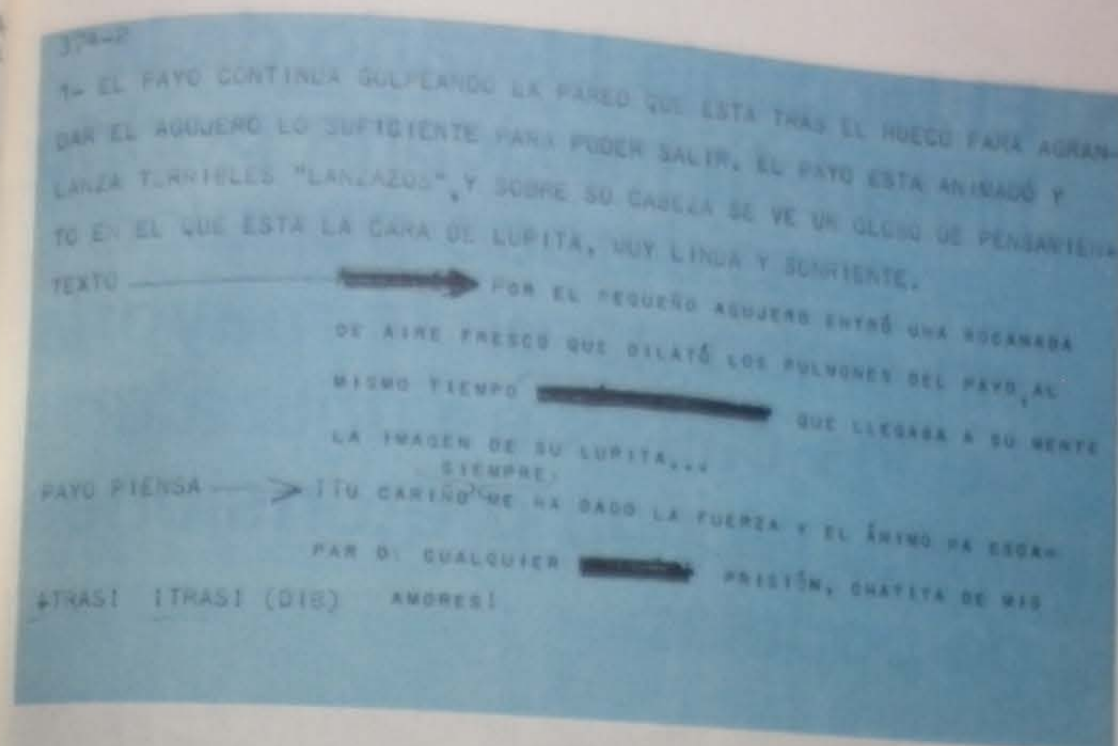 374-2
1- EL PAYO CONTINUA GOLPEANDO LA PARED QUE ESTA TRAS EL HUECO PARA AGRAN-
DAR EL AGUJERO LO SUFICIENTE PARA PODER SALIR. EL PAYO ESTA ANIMADO Y
LANZA TERRIBLES "LANZAZOS", Y SOBRE SU CABEZA SE VE UN GLOBO DE PENSAMIEN-
TO EN EL QUE ESTA LA CARA DE LUPITA, MUY LINDA Y SONRIENTE.
TEXTO POR EL PEQUEÑO AGUJERO ENTRÓ UNA BOCANADA
DE AIRE FRESCO QUE DILATÓ LOS PULMONES DEL PAYO, AL
MISMO TIEMPO QUE LLEGABA A SU MENTE
LA IMAGEN DE SU LUPITA...
SIEMPRE
PAYO PIENSA ¡TU CARIÑO ME HA DADO LA FUERZA Y EL ÁNIMO PA ESCA-
PAR DE CUALQUIER PRISIÓN, CHATITA DE MIS
¡TRAS! ¡TRAS! (DIB) AMORES!